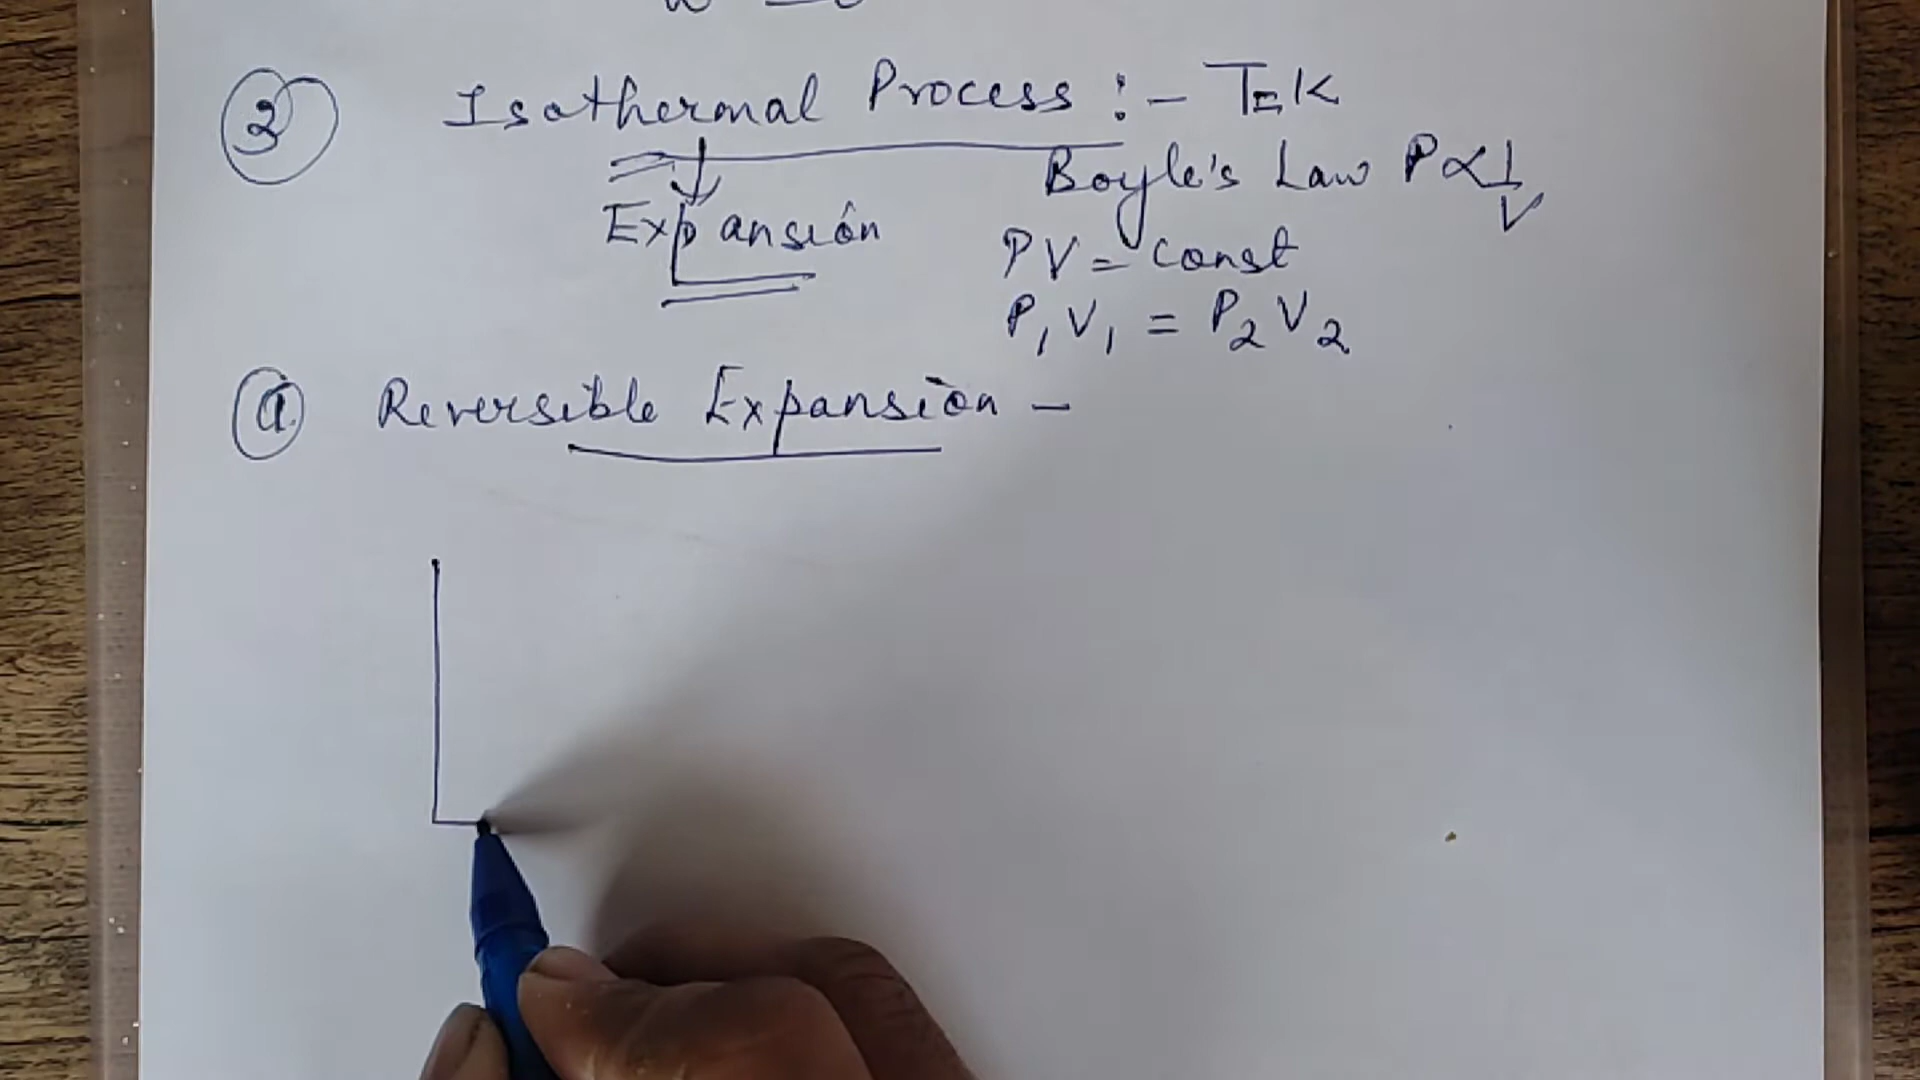 3 Isothermal Process :- T=K
Boyle's Law P ∝ 1/V
Expansion
PV = Const
P₁V₁ = P₂V₂
a. Reversible Expansion -